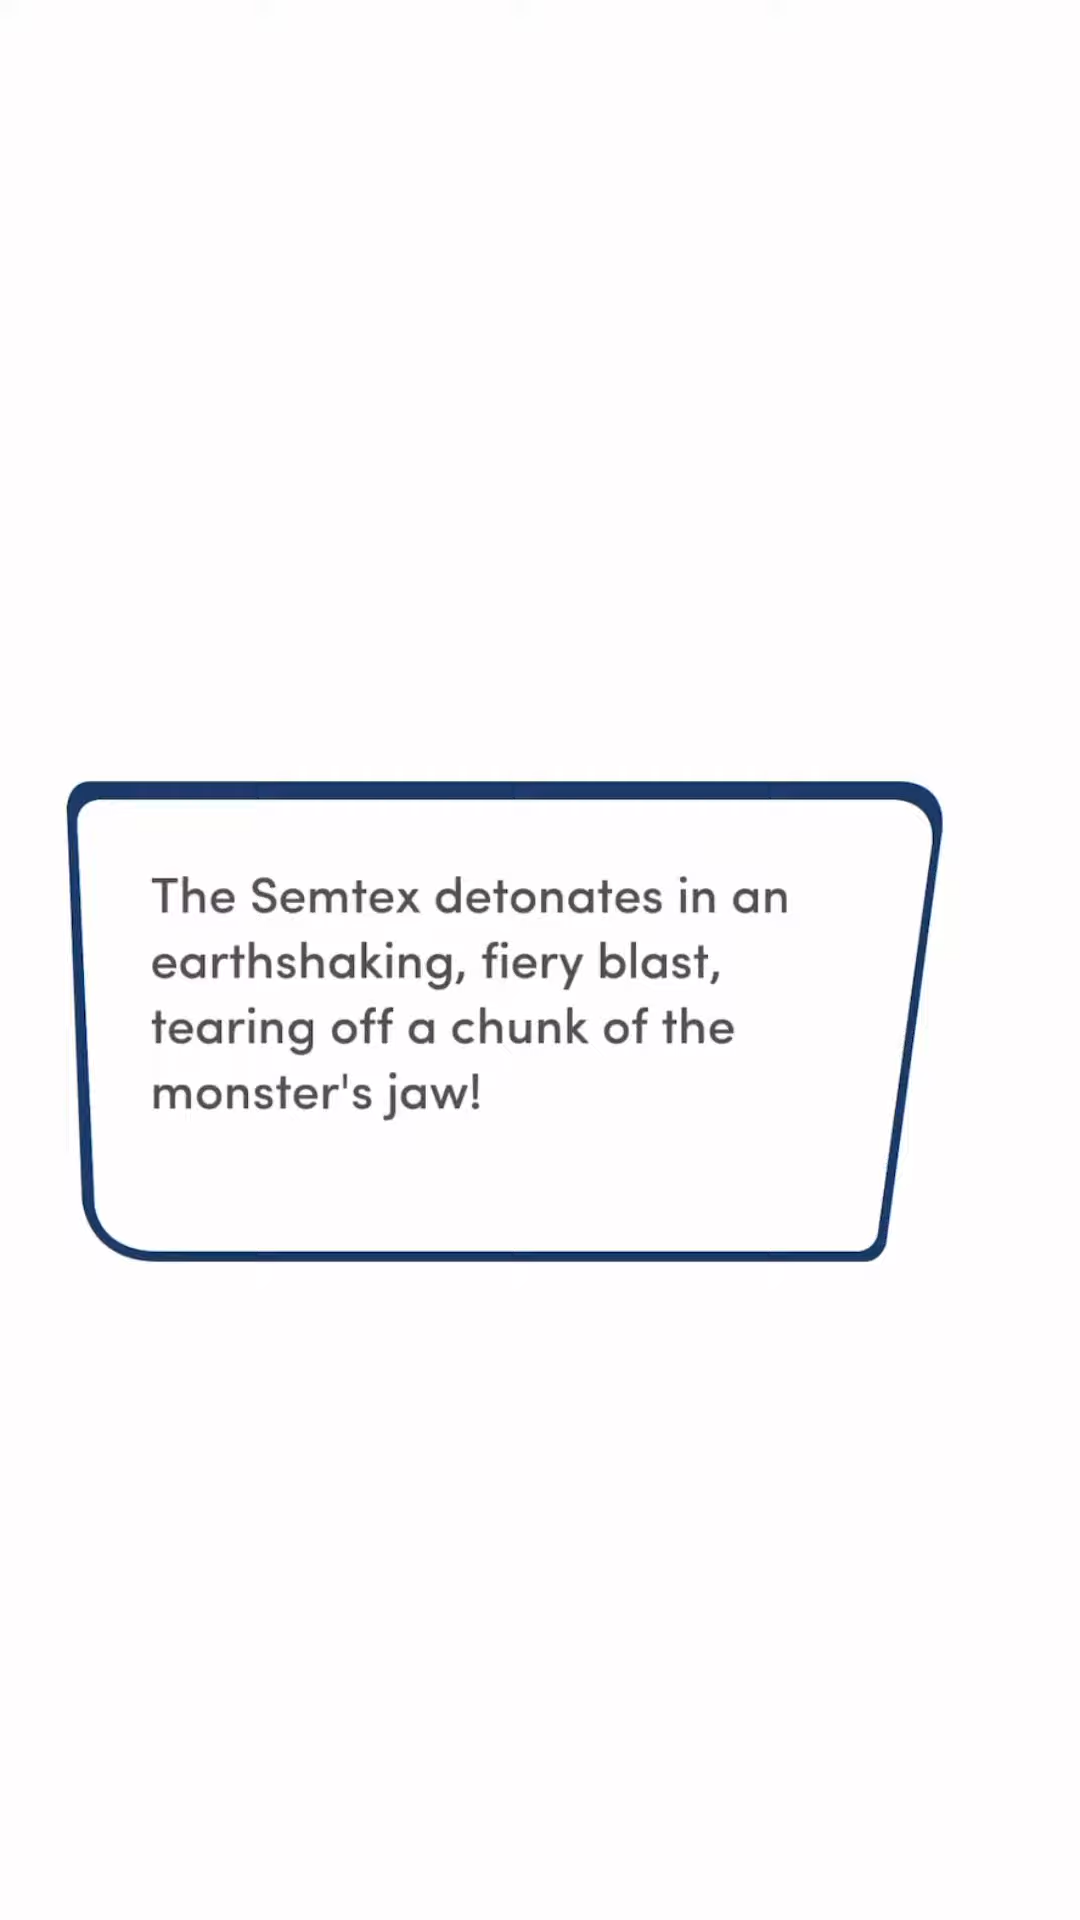 The Semtex detonates in an
earthshaking, fiery blast,
tearing off a chunk of the
monster's jaw!